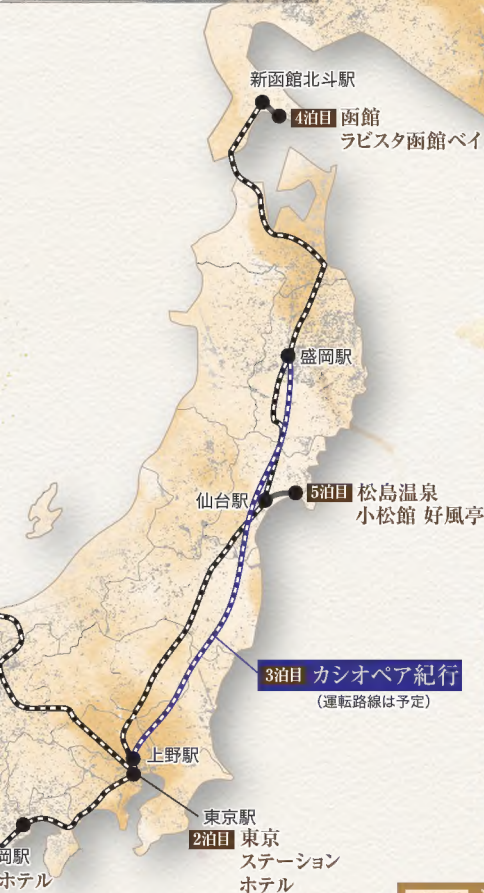 新函館北斗駅
4泊目 函館
ラビスタ函館ベイ
盛岡駅
仙台駅
5泊目 松島温泉
小松館 好風亭
3泊目 カシオペア紀行
（運転路線は予定）
上野駅
東京駅
2泊目 東京
ステーション
ホテル
岡駅
ホテル